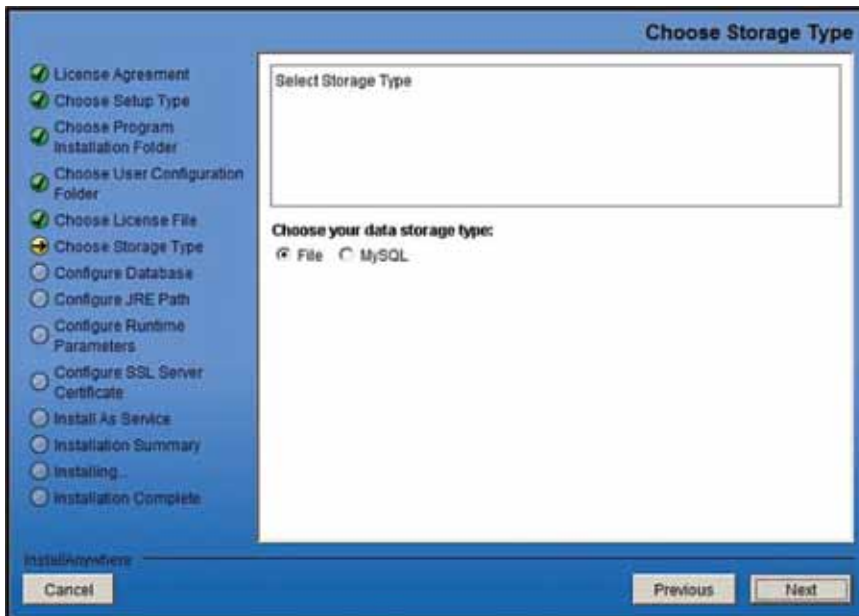 Choose Storage Type
License Agreement
Choose Setup Type
Choose Program
Installation Folder
Choose User Configuration
Folder
Choose License File
Choose Storage Type
Configure Database
Configure JRE Path
Configure Runtime
Parameters
Configure SSL Server
Certificate
Install As Service
Installation Summary
Installing...
Installation Complete
Select Storage Type
Choose your data storage type:
File MySQL
InstallAnywhere
Cancel Previous Next